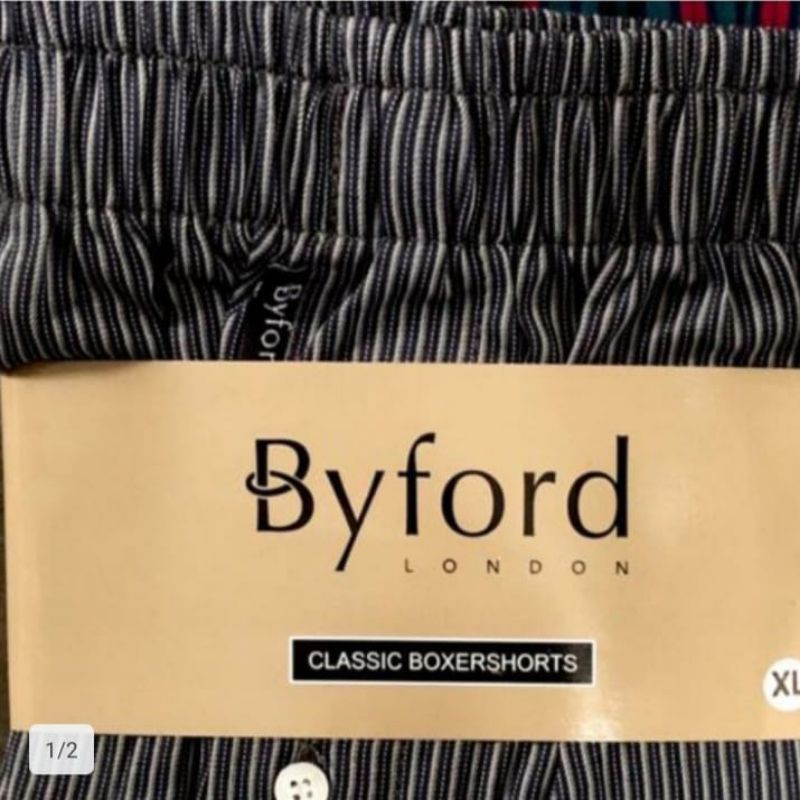 Byfor
Byford
LONDON
CLASSIC BOXERSHORTS
XL
1/2